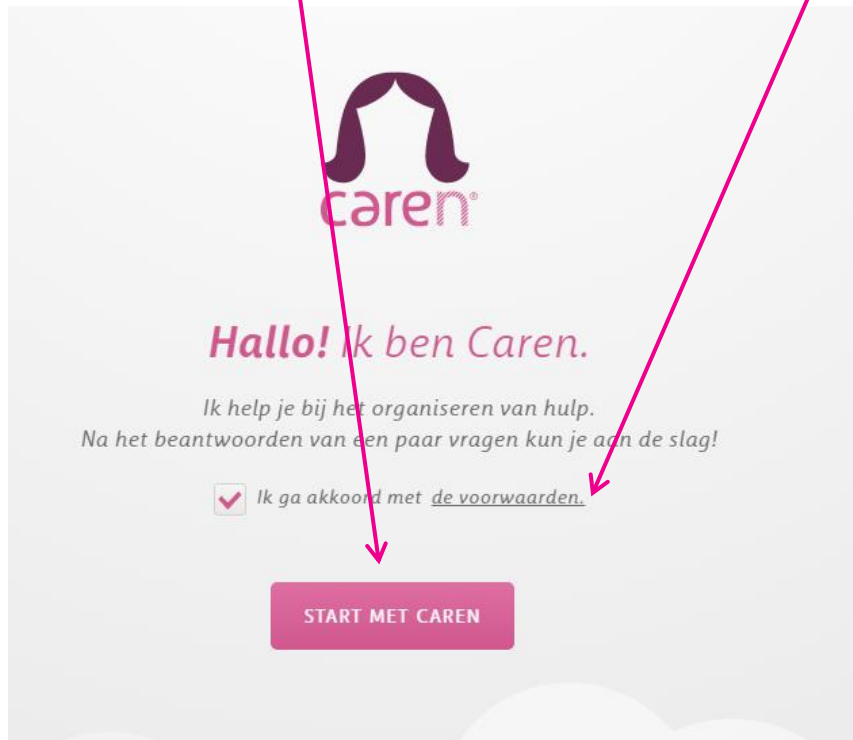 caren®
Hallo! Ik ben Caren.
Ik help je bij het organiseren van hulp.
Na het beantwoorden van een paar vragen kun je aan de slag!
Ik ga akkoord met de voorwaarden.
START MET CAREN